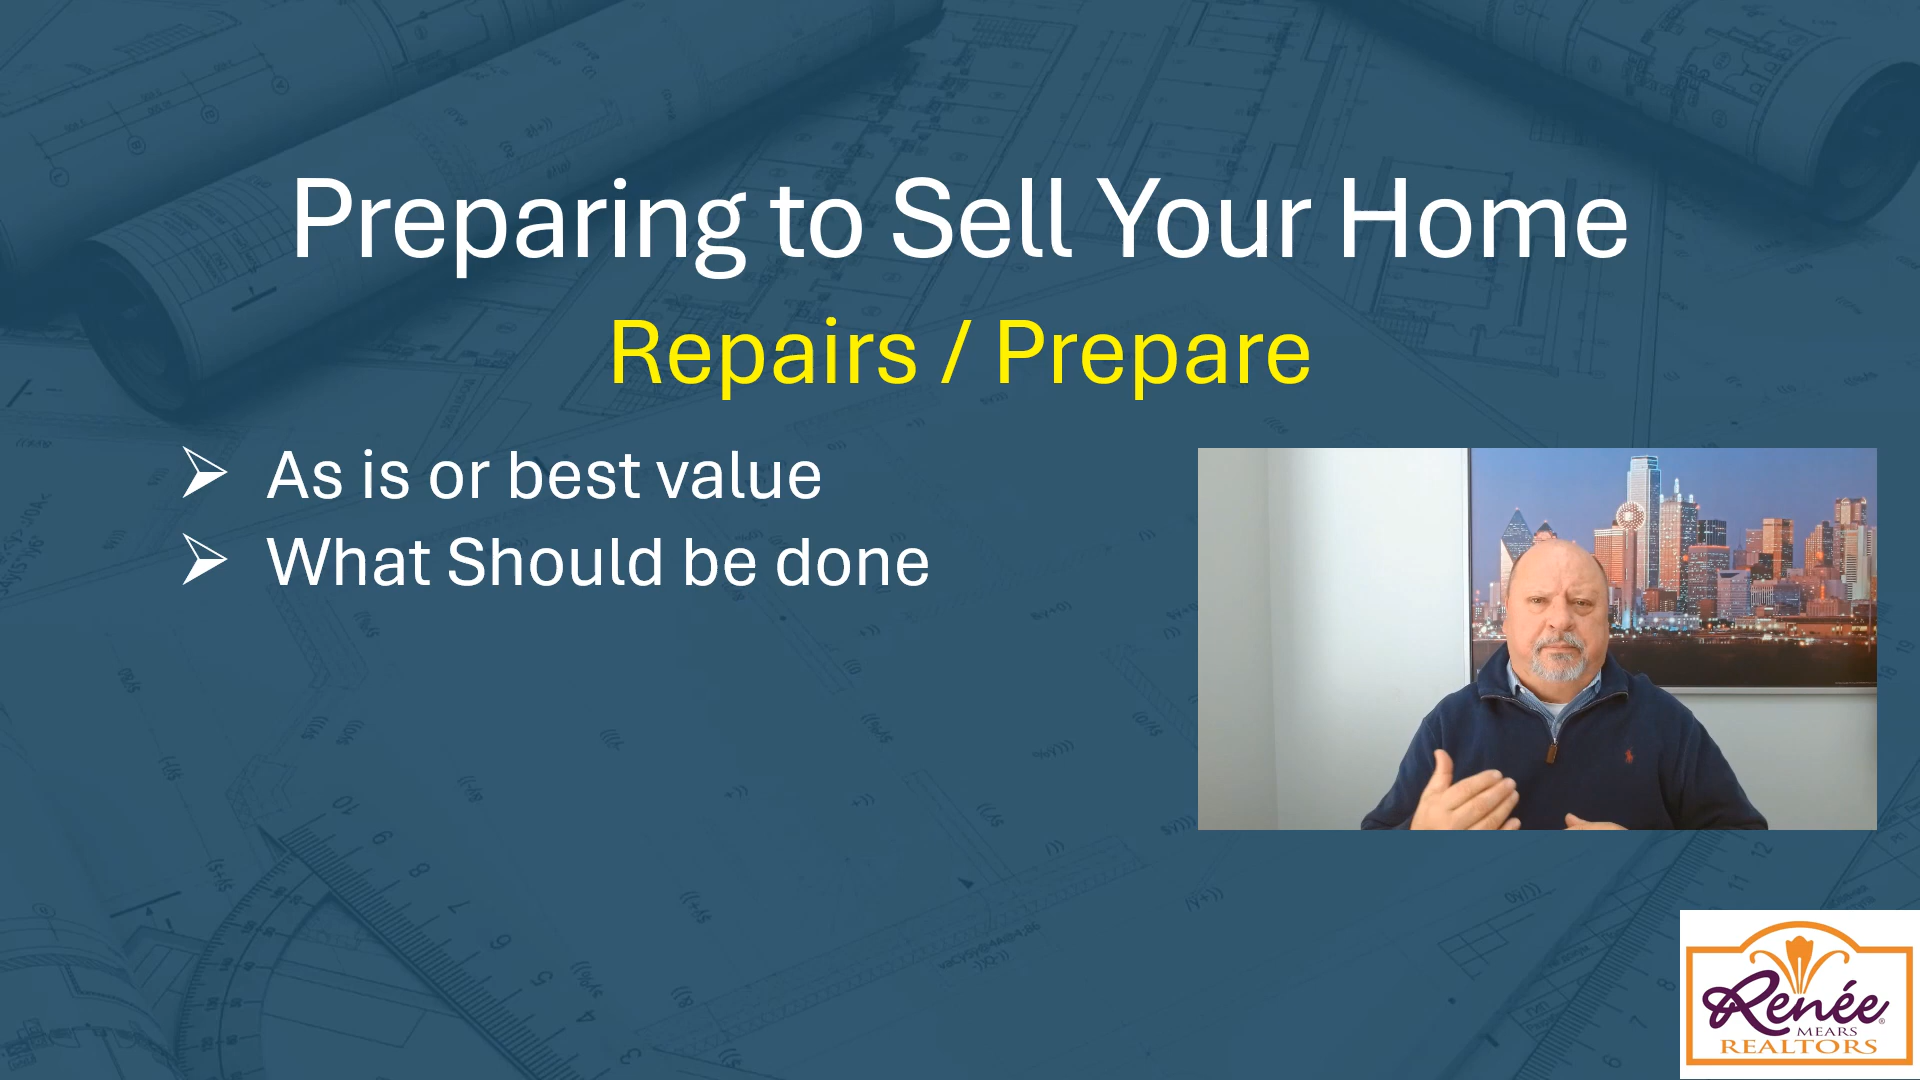 Preparing to Sell Your Home
Repairs / Prepare
As is or best value
What Should be done
Renée®
MEARS
REALTORS